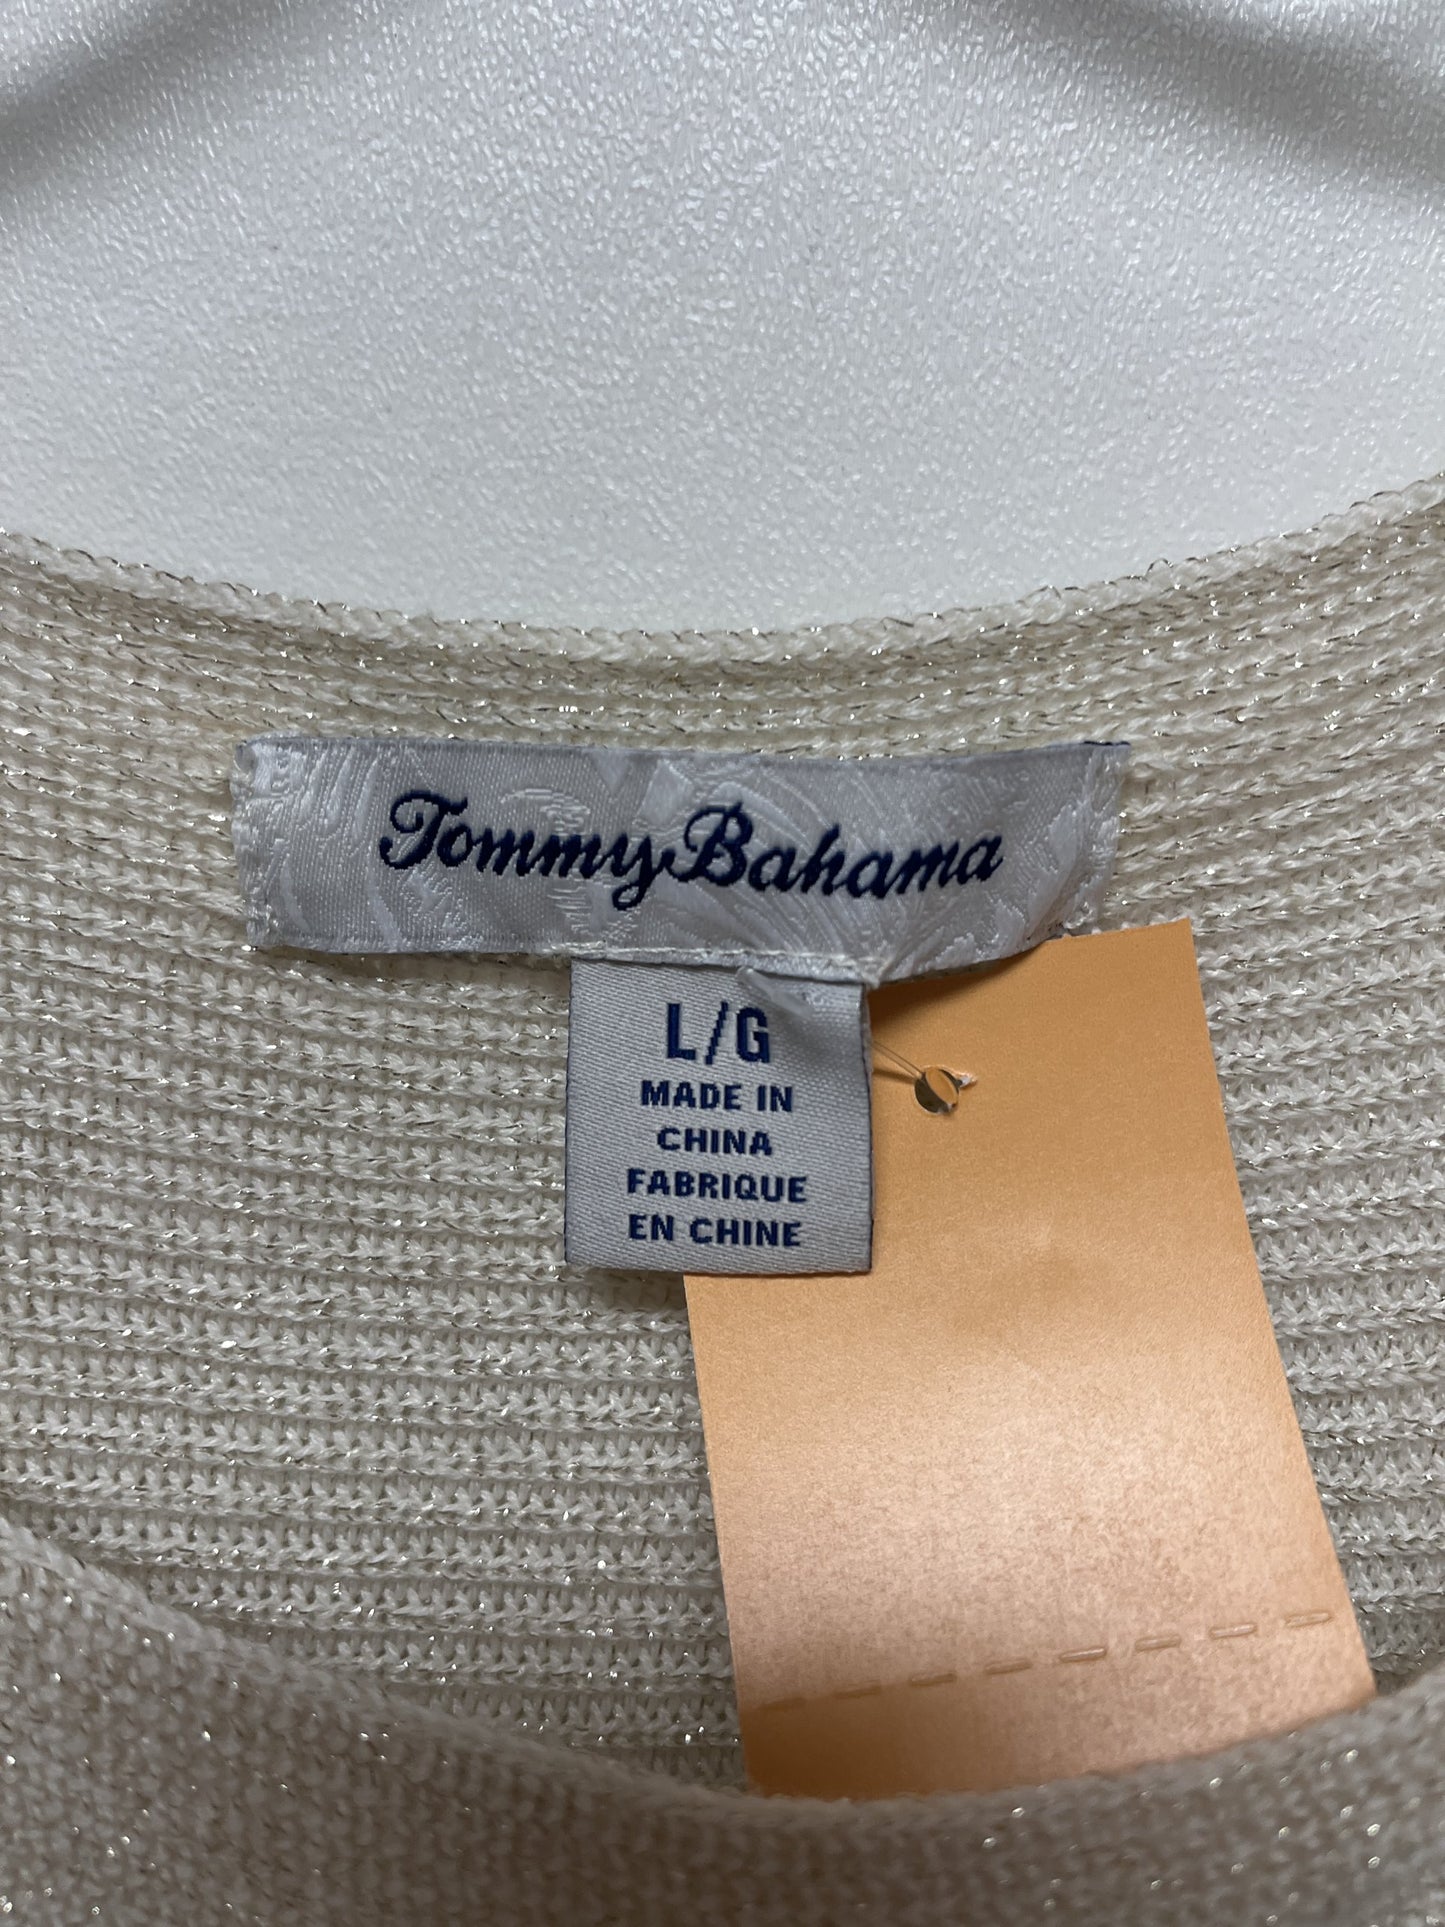 Tommy Bahama
L/G
MADE IN
CHINA
FABRIQUE
EN CHINE